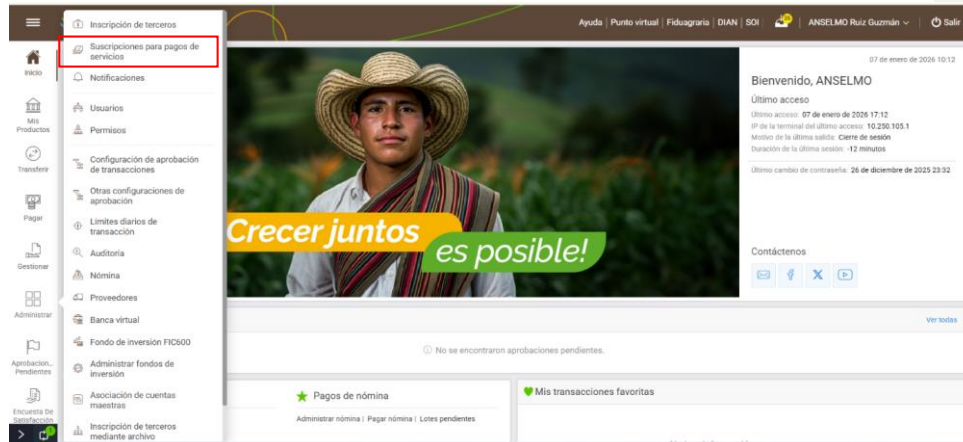 Ayuda | Punto virtual | Fiduagraria | DIAN | SOI
ANSELMO Ruiz Guzmán
Salir
Inicio
Mis
Productos
Transferir
Pagar
Gestionar
Administrar
Aprobacion...
Pendientes
Encuesta De
Satisfacción
Inscripción de terceros
Suscripciones para pagos de
servicios
Notificaciones
Usuarios
Permisos
Configuración de aprobación
de transacciones
Otras configuraciones de
aprobación
Limites diarios de
transacción
Auditoria
Nómina
Proveedores
Banca virtual
Fondo de inversión FIC600
Administrar fondos de
inversión
Asociación de cuentas
maestras
Inscripción de terceros
mediante archivo
Crecer juntos
es posible!
07 de enero de 2026 10:12
Bienvenido, ANSELMO
Último acceso
Último acceso: 07 de enero de 2026 17:12
IP de la terminal del último acceso: 10.250.105.1
Motivo de la última salida: Cierre de sesión
Duración de la última sesión: -12 minutos
Último cambio de contraseña: 26 de diciembre de 2025 23:32
Contáctenos
Ver todas
No se encontraron aprobaciones pendientes.
Pagos de nómina
Administrar nómina | Pagar nómina | Lotes pendientes
Mis transacciones favoritas